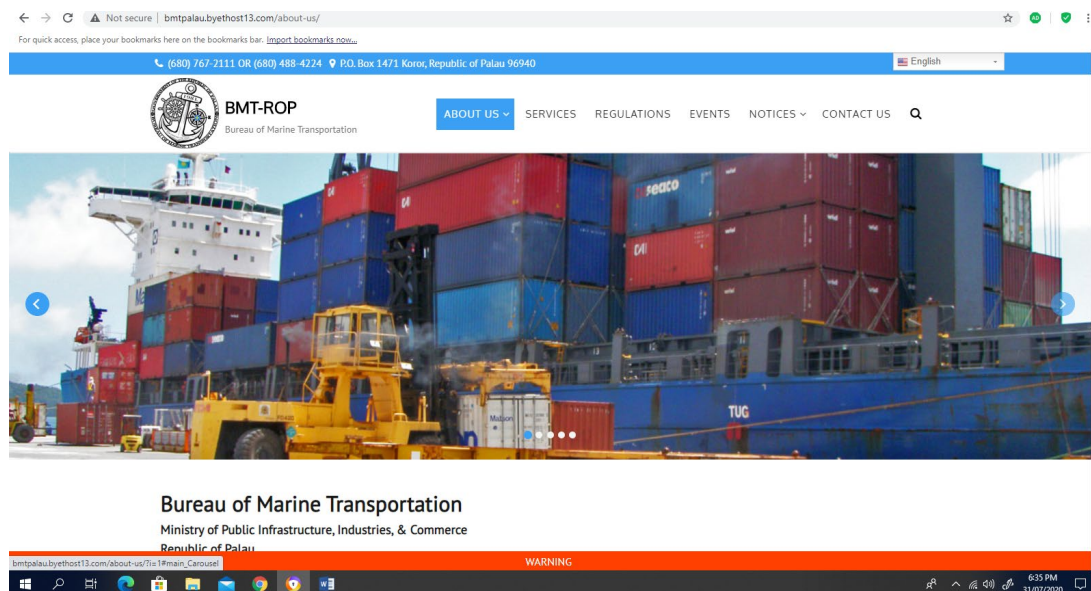 Not secure | bmtpalau.byethost13.com/about-us/
For quick access, place your bookmarks here on the bookmarks bar. Import bookmarks now...
(680) 767-2111 OR (680) 488-4224 P.O. Box 1471 Koror, Republic of Palau 96940
English
BMT-ROP
Bureau of Marine Transportation
ABOUT US SERVICES REGULATIONS EVENTS NOTICES CONTACT US
seaco
CAI
Matson
TUG
Bureau of Marine Transportation
Ministry of Public Infrastructure, Industries, & Commerce
Republic of Palau
WARNING
bmtpalau.byethost13.com/about-us/?i=1#main_Carousel
6:35 PM
31/07/2020